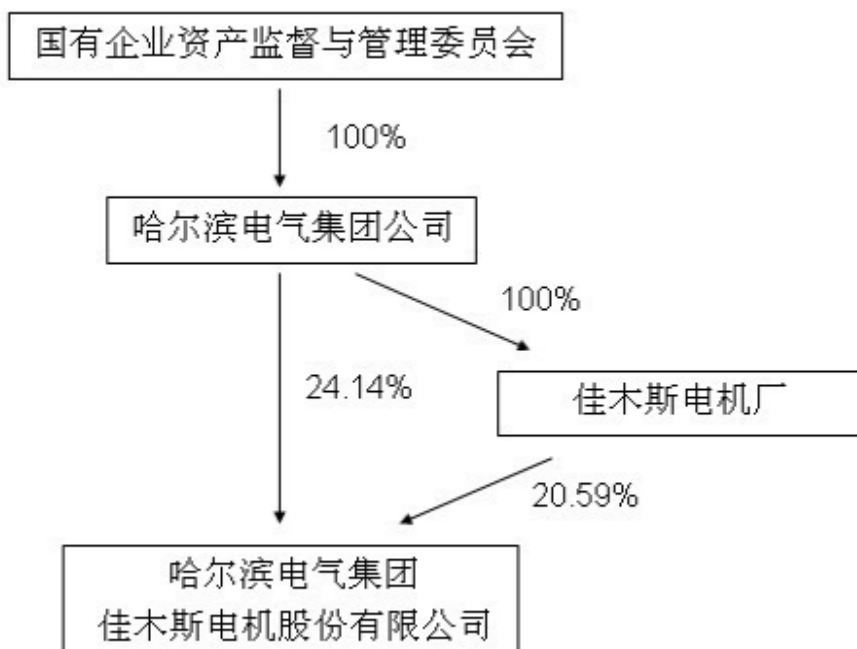 国有企业资产监督与管理委员会
100%
哈尔滨电气集团公司
100%
24.14%
佳木斯电机厂
20.59%
哈尔滨电气集团
佳木斯电机股份有限公司